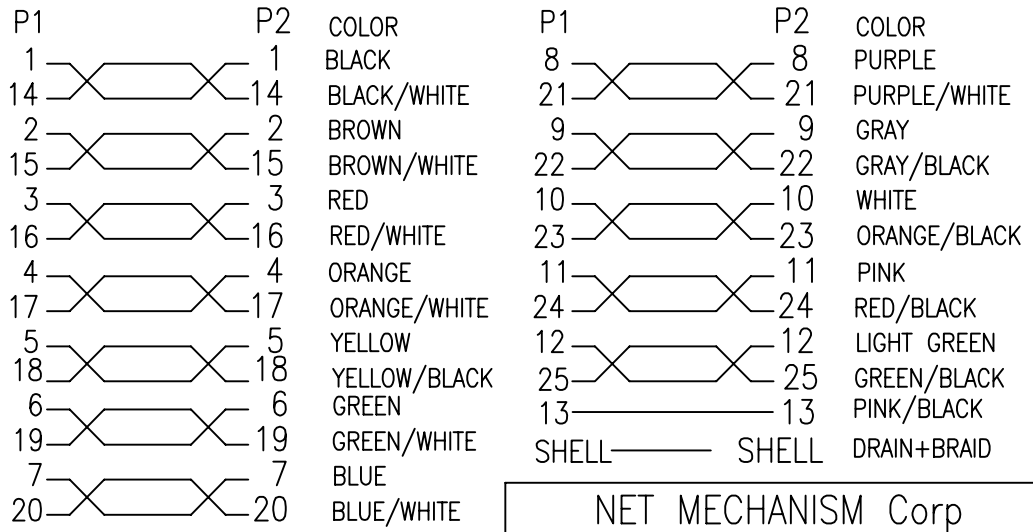 P1 P2 COLOR
1 1 BLACK
14 14 BLACK/WHITE
2 2 BROWN
15 15 BROWN/WHITE
3 3 RED
16 16 RED/WHITE
4 4 ORANGE
17 17 ORANGE/WHITE
5 5 YELLOW
18 18 YELLOW/BLACK
6 6 GREEN
19 19 GREEN/WHITE
7 7 BLUE
20 20 BLUE/WHITE
P1 P2 COLOR
8 8 PURPLE
21 21 PURPLE/WHITE
9 9 GRAY
22 22 GRAY/BLACK
10 10 WHITE
23 23 ORANGE/BLACK
11 11 PINK
24 24 RED/BLACK
12 12 LIGHT GREEN
25 25 GREEN/BLACK
13 13 PINK/BLACK
SHELL SHELL DRAIN+BRAID
NET MECHANISM Corp